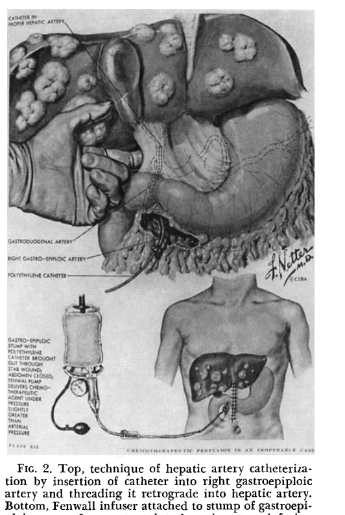 CATHETER IN
PROPER HEPATIC ARTERY
GASTRODUODENAL ARTERY
RIGHT GASTRO-EPIPLOIC ARTERY
POLYETHYLENE CATHETER
F. Netter
M.D.
© CIBA
GASTRO-EPIPLOIC
STUMP WITH
POLYETHYLENE
CATHETER BROUGHT
OUT THROUGH
STAB WOUND;
ABDOMEN CLOSED;
FENWAL PUMP
DELIVERS CHEMO-
THERAPEUTIC
AGENT UNDER
PRESSURE
SLIGHTLY
GREATER
THAN
ARTERIAL
PRESSURE
PLATE XII
CHEMOTHERAPEUTIC PERFUSION IN AN INOPERABLE CASE
FIG. 2. Top, technique of hepatic artery catheteriza-
tion by insertion of catheter into right gastroepiploic
artery and threading it retrograde into hepatic artery.
Bottom, Fenwall infuser attached to stump of gastroepi-